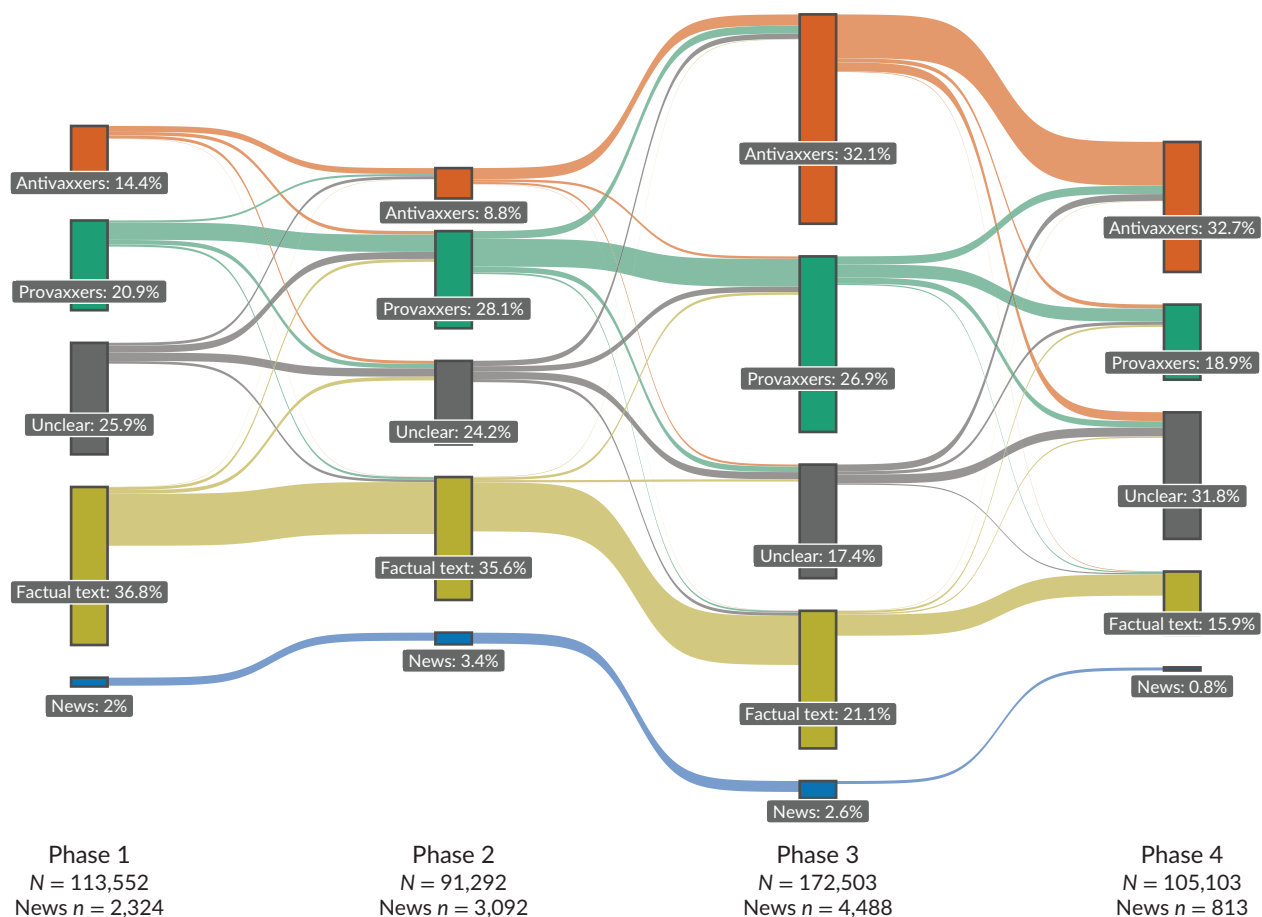 Antivaxxers: 14.4%
Provaxxers: 20.9%
Unclear: 25.9%
Factual text: 36.8%
News: 2%
Antivaxxers: 8.8%
Provaxxers: 28.1%
Unclear: 24.2%
Factual text: 35.6%
News: 3.4%
Antivaxxers: 32.1%
Provaxxers: 26.9%
Unclear: 17.4%
Factual text: 21.1%
News: 2.6%
Antivaxxers: 32.7%
Provaxxers: 18.9%
Unclear: 31.8%
Factual text: 15.9%
News: 0.8%
Phase 1
N = 113,552
News n = 2,324
Phase 2
N = 91,292
News n = 3,092
Phase 3
N = 172,503
News n = 4,488
Phase 4
N = 105,103
News n = 813